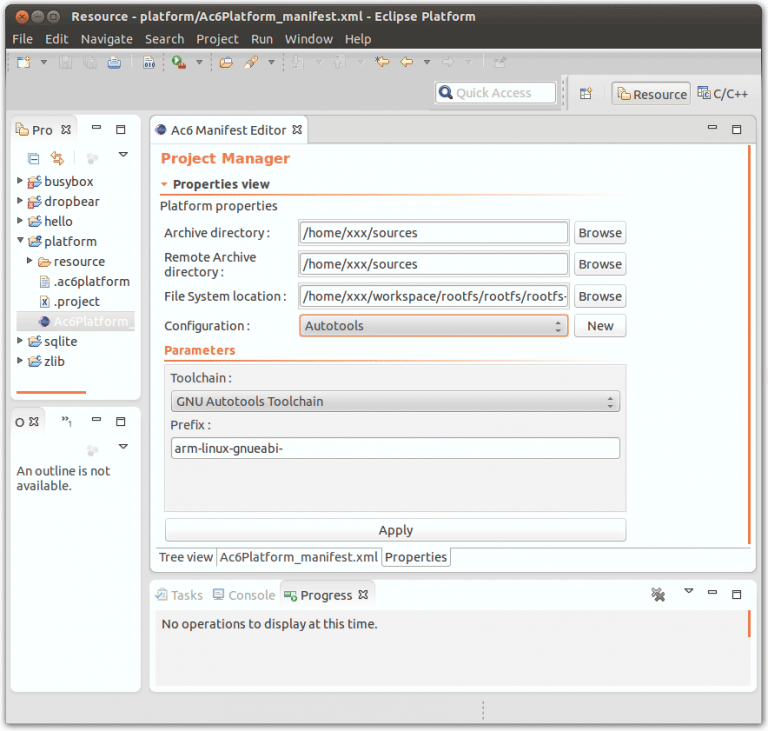 Resource - platform/Ac6Platform_manifest.xml - Eclipse Platform
File Edit Navigate Search Project Run Window Help
010
Quick Access
Resource
C/C++
Pro
busybox
dropbear
hello
platform
resource
.ac6platform
.project
Ac6Platform_
sqlite
zlib
O
»1
An outline is not
available.
Ac6 Manifest Editor
Project Manager
Properties view
Platform properties
Archive directory :
/home/xxx/sources
Browse
Remote Archive
directory :
/home/xxx/sources
Browse
File System location :
/home/xxx/workspace/rootfs/rootfs/rootfs-
Browse
Configuration :
Autotools
New
Parameters
Toolchain :
GNU Autotools Toolchain
Prefix :
arm-linux-gnueabi-
Apply
Tree view Ac6Platform_manifest.xml Properties
Tasks Console Progress
No operations to display at this time.